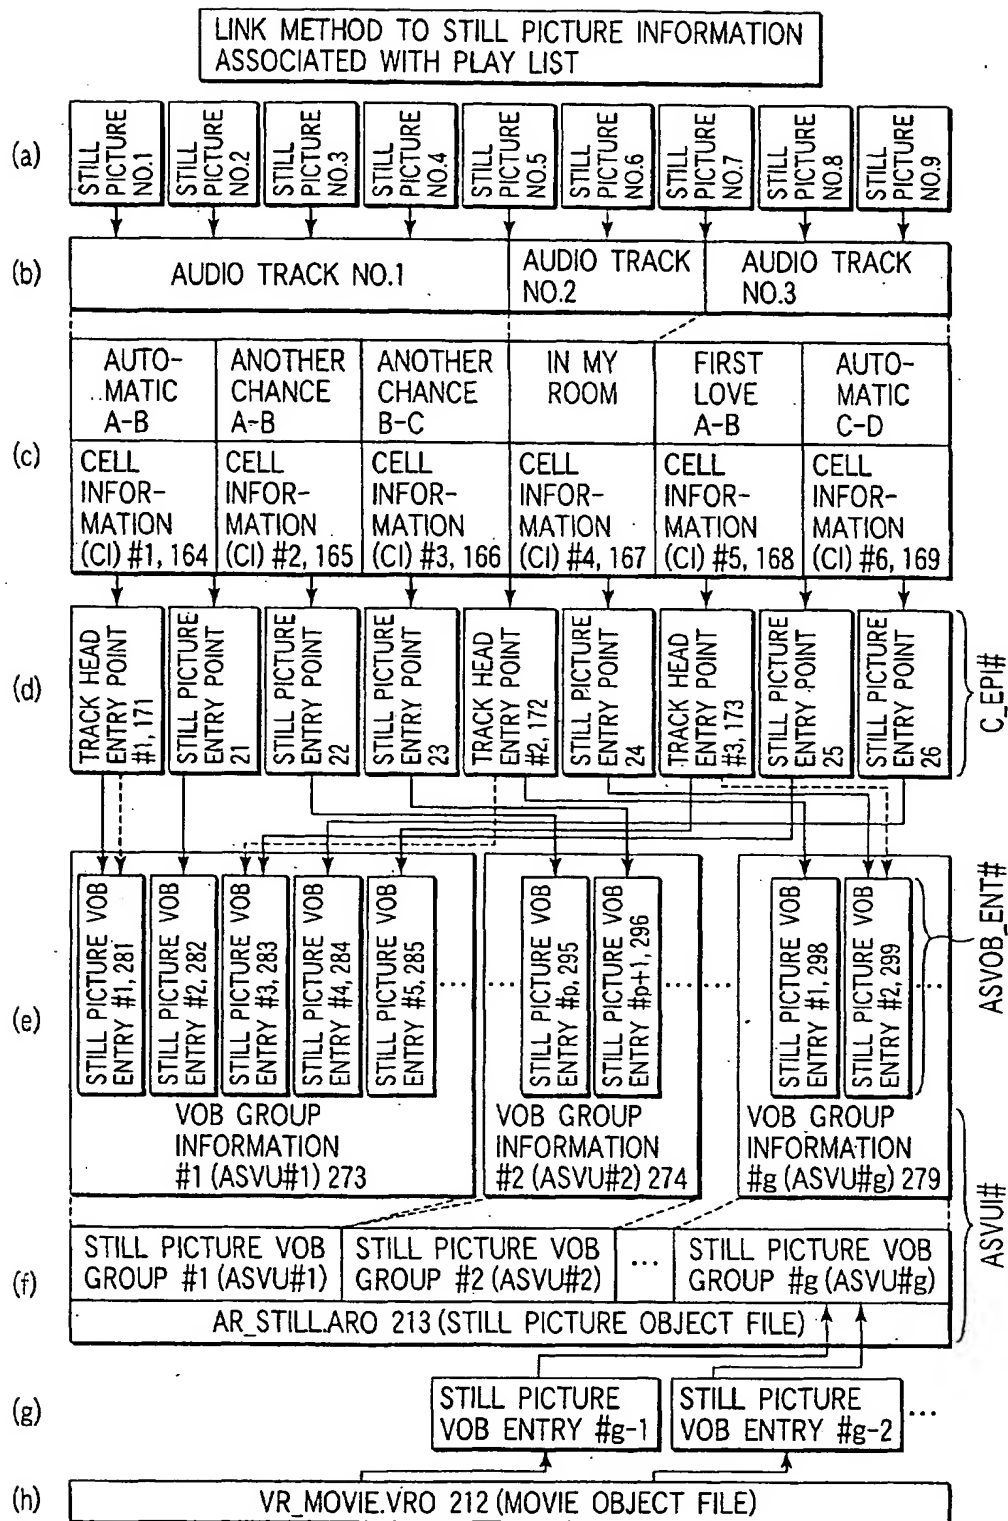 LINK METHOD TO STILL PICTURE INFORMATION
ASSOCIATED WITH PLAY LIST
(a)
STILL
PICTURE
NO.1
STILL
PICTURE
NO.2
STILL
PICTURE
NO.3
STILL
PICTURE
NO.4
STILL
PICTURE
NO.5
STILL
PICTURE
NO.6
STILL
PICTURE
NO.7
STILL
PICTURE
NO.8
STILL
PICTURE
NO.9
(b)
AUDIO TRACK NO.1
AUDIO TRACK
NO.2
AUDIO TRACK
NO.3
(c)
AUTO-
MATIC
A-B
ANOTHER
CHANCE
A-B
ANOTHER
CHANCE
B-C
IN MY
ROOM
FIRST
LOVE
A-B
AUTO-
MATIC
C-D
CELL
INFOR-
MATION
(CI) #1, 164
CELL
INFOR-
MATION
(CI) #2, 165
CELL
INFOR-
MATION
(CI) #3, 166
CELL
INFOR-
MATION
(CI) #4, 167
CELL
INFOR-
MATION
(CI) #5, 168
CELL
INFOR-
MATION
(CI) #6, 169
(d)
TRACK HEAD
ENTRY POINT
#1, 171
STILL PICTURE
ENTRY POINT
21
STILL PICTURE
ENTRY POINT
22
STILL PICTURE
ENTRY POINT
23
TRACK HEAD
ENTRY POINT
#2, 172
STILL PICTURE
ENTRY POINT
24
TRACK HEAD
ENTRY POINT
#3, 173
STILL PICTURE
ENTRY POINT
25
STILL PICTURE
ENTRY POINT
26
C_EPI#
(e)
STILL PICTURE VOB
ENTRY #1, 281
STILL PICTURE VOB
ENTRY #2, 282
STILL PICTURE VOB
ENTRY #3, 283
STILL PICTURE VOB
ENTRY #4, 284
STILL PICTURE VOB
ENTRY #5, 285
....
....
STILL PICTURE VOB
ENTRY #p, 295
STILL PICTURE VOB
ENTRY #p+1, 296
....
....
STILL PICTURE VOB
ENTRY #1, 298
STILL PICTURE VOB
ENTRY #2, 299
...
ASVOB_ENT#
VOB GROUP
INFORMATION
#1 (ASVU#1) 273
VOB GROUP
INFORMATION
#2 (ASVU#2) 274
VOB GROUP
INFORMATION
#g (ASVU#g) 279
ASVUI#
(f)
STILL PICTURE VOB
GROUP #1 (ASVU#1)
STILL PICTURE VOB
GROUP #2 (ASVU#2)
...
STILL PICTURE VOB
GROUP #g (ASVU#g)
AR_STILL.ARO 213 (STILL PICTURE OBJECT FILE)
(g)
STILL PICTURE
VOB ENTRY #g-1
STILL PICTURE
VOB ENTRY #g-2
...
(h)
VR_MOVIE.VRO 212 (MOVIE OBJECT FILE)